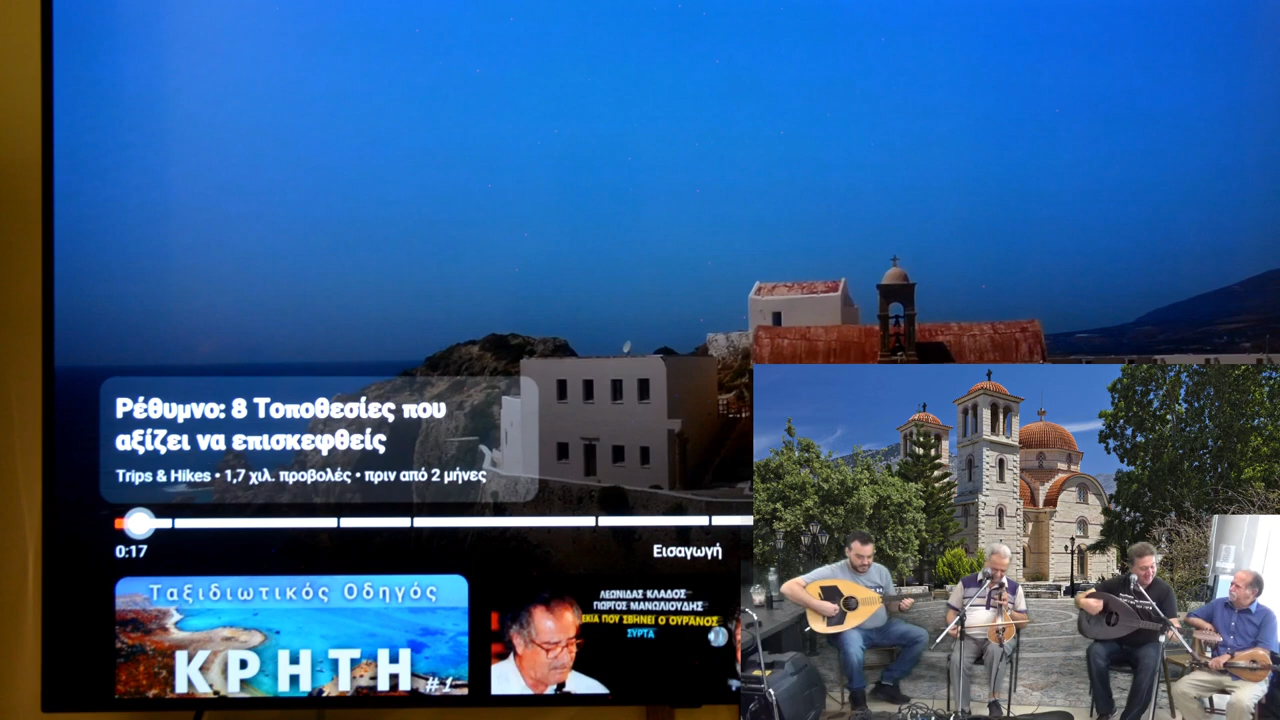 Ρέθυμνο: 8 Τοποθεσίες που
αξίζει να επισκεφθείς
Trips & Hikes • 1,7 χιλ. προβολές • πριν από 2 μήνες
0:17
Εισαγωγή
Ταξιδιωτικός Οδηγός
ΚΡΗΤΗ #1
ΛΕΩΝΙΔΑΣ ΚΛΑΔΟΣ
ΓΙΩΡΓΟΣ ΜΑΝΩΛΙΟΥΔΗΣ
ΠΟΥ ΣΒΗΝΕΙ Ο ΟΥΡΑΝΟΣ
ΣΥΡΤΑ